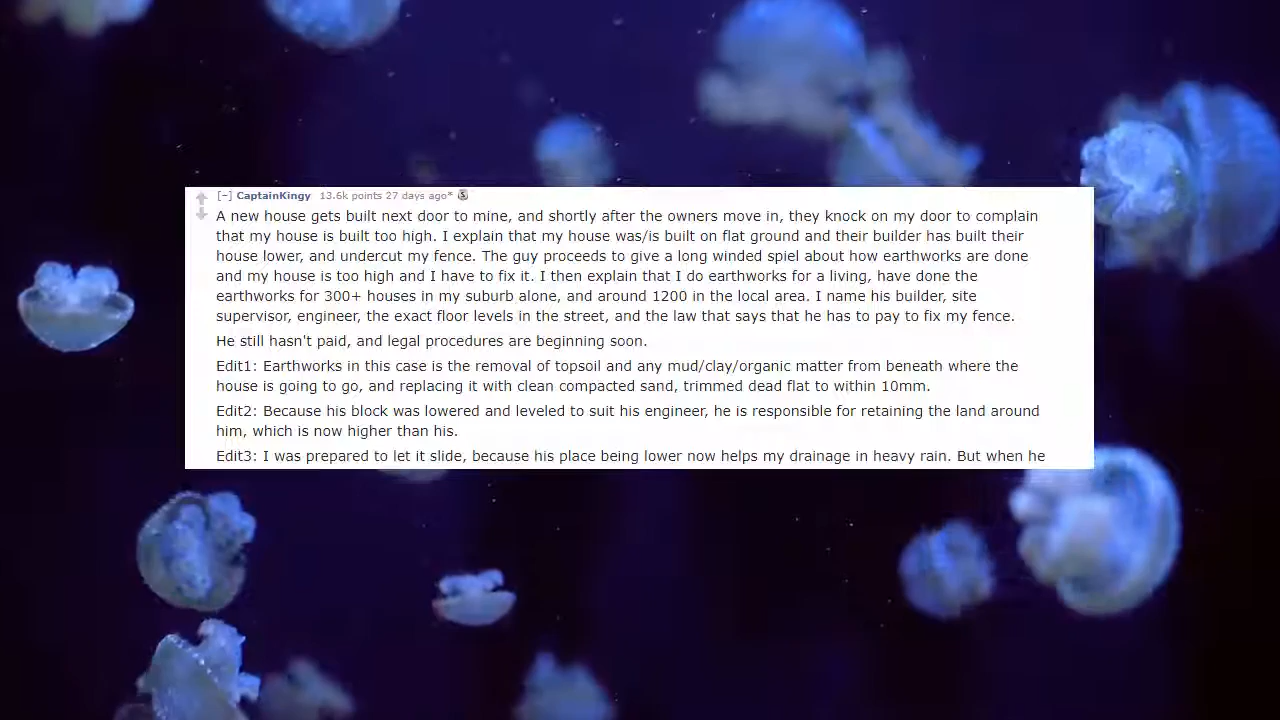 [–] CaptainKingy 13.6k points 27 days ago*
A new house gets built next door to mine, and shortly after the owners move in, they knock on my door to complain
that my house is built too high. I explain that my house was/is built on flat ground and their builder has built their
house lower, and undercut my fence. The guy proceeds to give a long winded spiel about how earthworks are done
and my house is too high and I have to fix it. I then explain that I do earthworks for a living, have done the
earthworks for 300+ houses in my suburb alone, and around 1200 in the local area. I name his builder, site
supervisor, engineer, the exact floor levels in the street, and the law that says that he has to pay to fix my fence.
He still hasn't paid, and legal procedures are beginning soon.
Edit1: Earthworks in this case is the removal of topsoil and any mud/clay/organic matter from beneath where the
house is going to go, and replacing it with clean compacted sand, trimmed dead flat to within 10mm.
Edit2: Because his block was lowered and leveled to suit his engineer, he is responsible for retaining the land around
him, which is now higher than his.
Edit3: I was prepared to let it slide, because his place being lower now helps my drainage in heavy rain. But when he